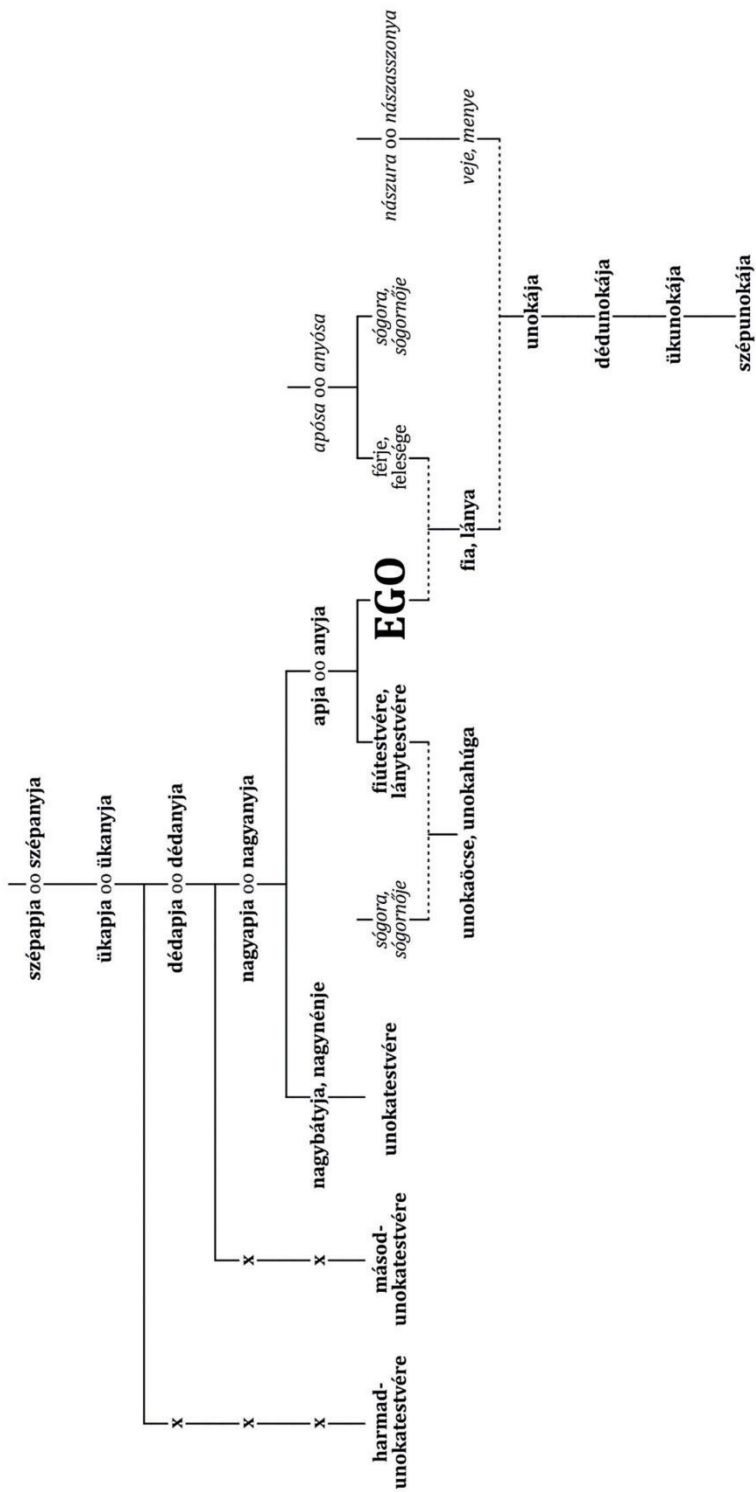 szépapja oo szépanyja
ükapja oo ükanyja
dédapja oo dédanyja
nagyapja oo nagyanyja
nagybátyja, nagynénje
apja oo anyja
apósa oo anyósa
harmad-
unokatestvére
másod-
unokatestvére
unokatestvére
sógora,
sógornője
fiútestvére,
lánytestvére
EGO
férje,
felesége
sógora,
sógornője
nászura oo nászasszonya
x
x
x
x
x
unokaöcse, unokahúga
fia, lánya
veje, menye
unokája
dédunokája
ükunokája
szépunokája